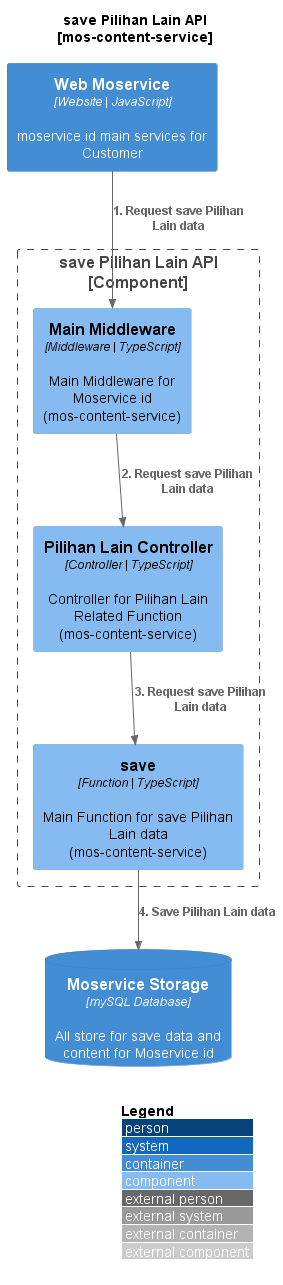 save Pilihan Lain API
[mos-content-service]
Web Moservice
[Website | JavaScript]
moservice.id main services for
Customer
1. Request save Pilihan
Lain data
save Pilihan Lain API
[Component]
Main Middleware
[Middleware | TypeScript]
Main Middleware for
Moservice.id
(mos-content-service)
2. Request save Pilihan
Lain data
Pilihan Lain Controller
[Controller | TypeScript]
Controller for Pilihan Lain
Related Function
(mos-content-service)
3. Request save Pilihan
Lain data
save
[Function | TypeScript]
Main Function for save Pilihan
Lain data
(mos-content-service)
4. Save Pilihan Lain data
Moservice Storage
[mySQL Database]
All store for save data and
content for Moservice.id
Legend
person
system
container
component
external person
external system
external container
external component